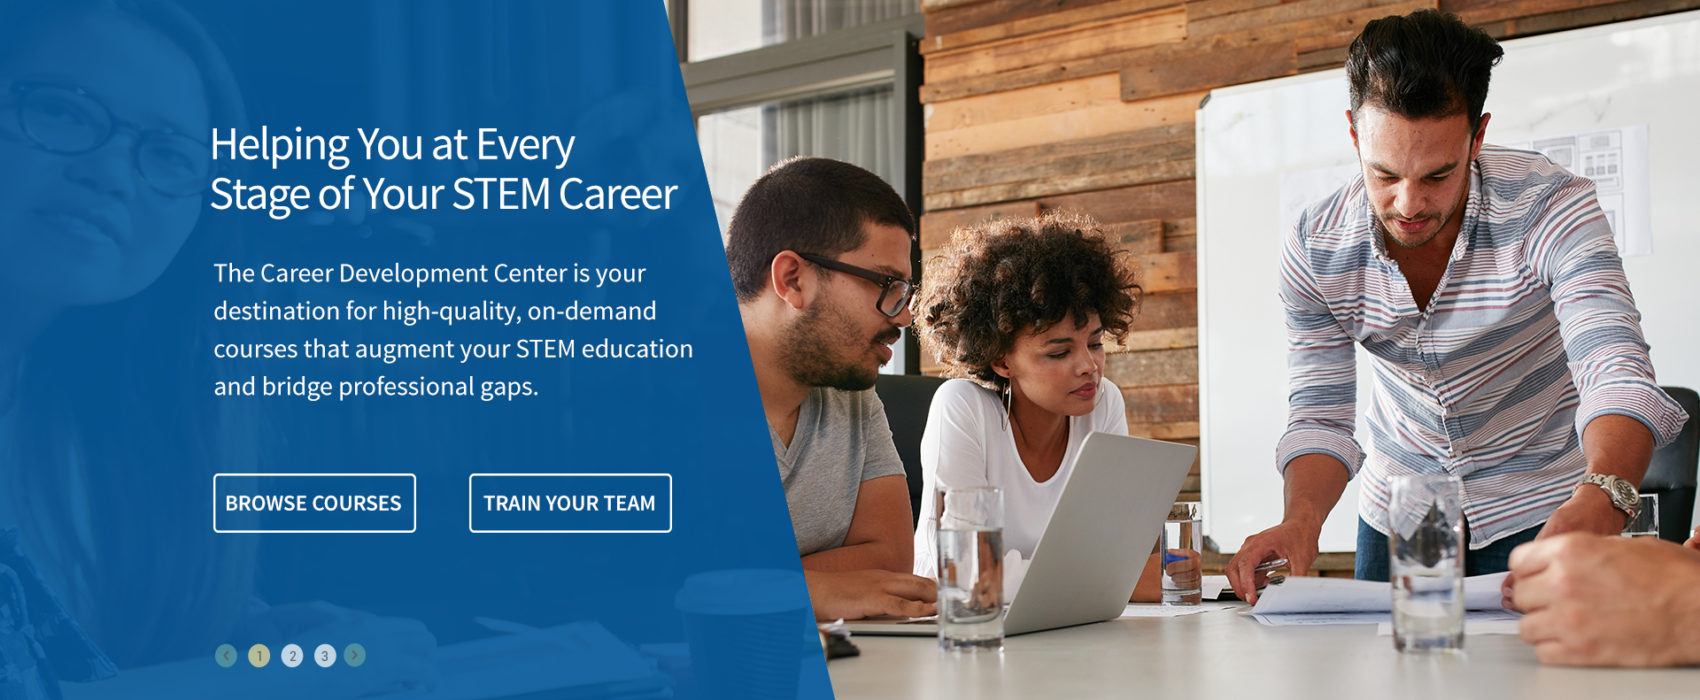 Helping You at Every
Stage of Your STEM Career
The Career Development Center is your
destination for high-quality, on-demand
courses that augment your STEM education
and bridge professional gaps.
BROWSE COURSES
TRAIN YOUR TEAM
1 2 3